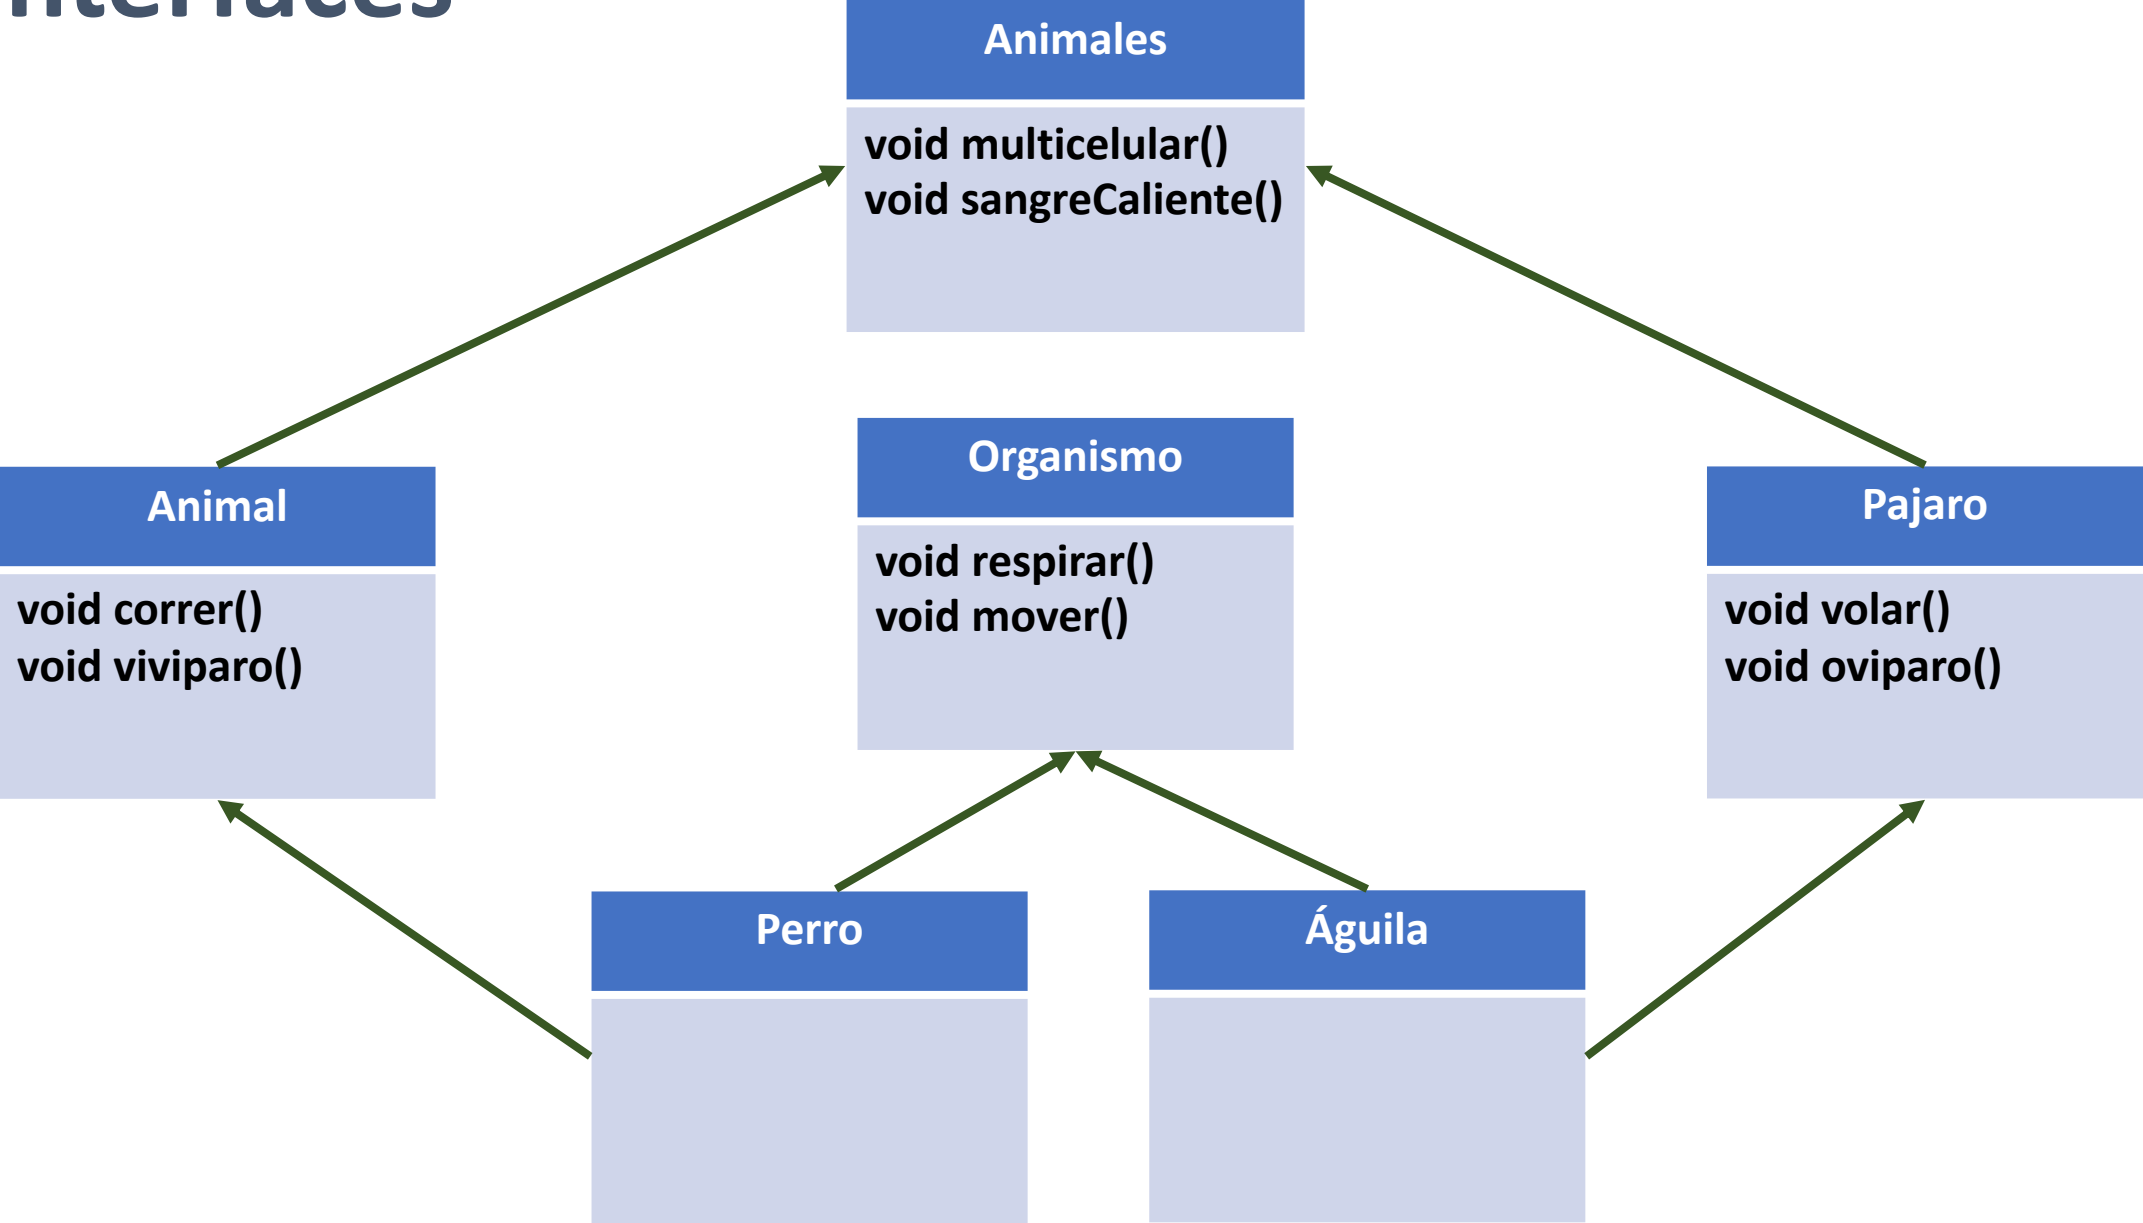 nterfaces
Animales
void multicelular()
void sangreCaliente()
Organismo
void respirar()
void mover()
Animal
void correr()
void viviparo()
Pajaro
void volar()
void oviparo()
Perro
Águila